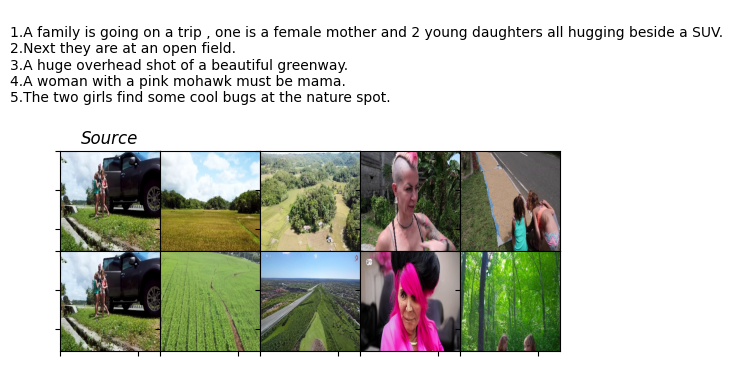 1.A family is going on a trip , one is a female mother and 2 young daughters all hugging beside a SUV.
2.Next they are at an open field.
3.A huge overhead shot of a beautiful greenway.
4.A woman with a pink mohawk must be mama.
5.The two girls find some cool bugs at the nature spot.
Source